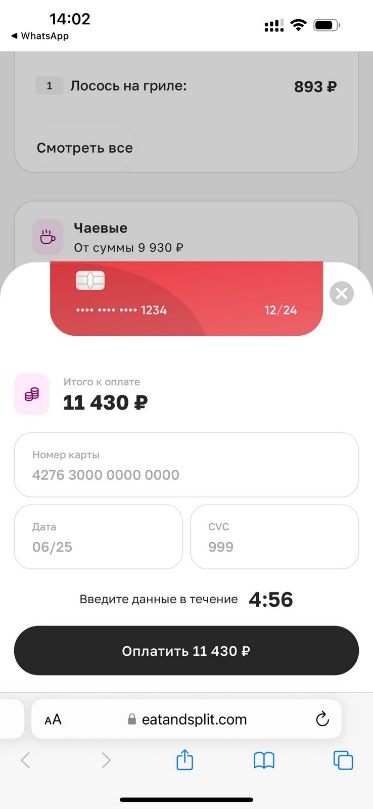 14:02
◀ WhatsApp
1 Лосось на гриле: 893 ₽
Смотреть все
Чаевые
От суммы 9 930 ₽
•••• •••• •••• 1234 12/24
Итого к оплате
11 430 ₽
Номер карты
4276 3000 0000 0000
Дата
06/25
CVC
999
Введите данные в течение 4:56
Оплатить 11 430 ₽
AA eatandsplit.com